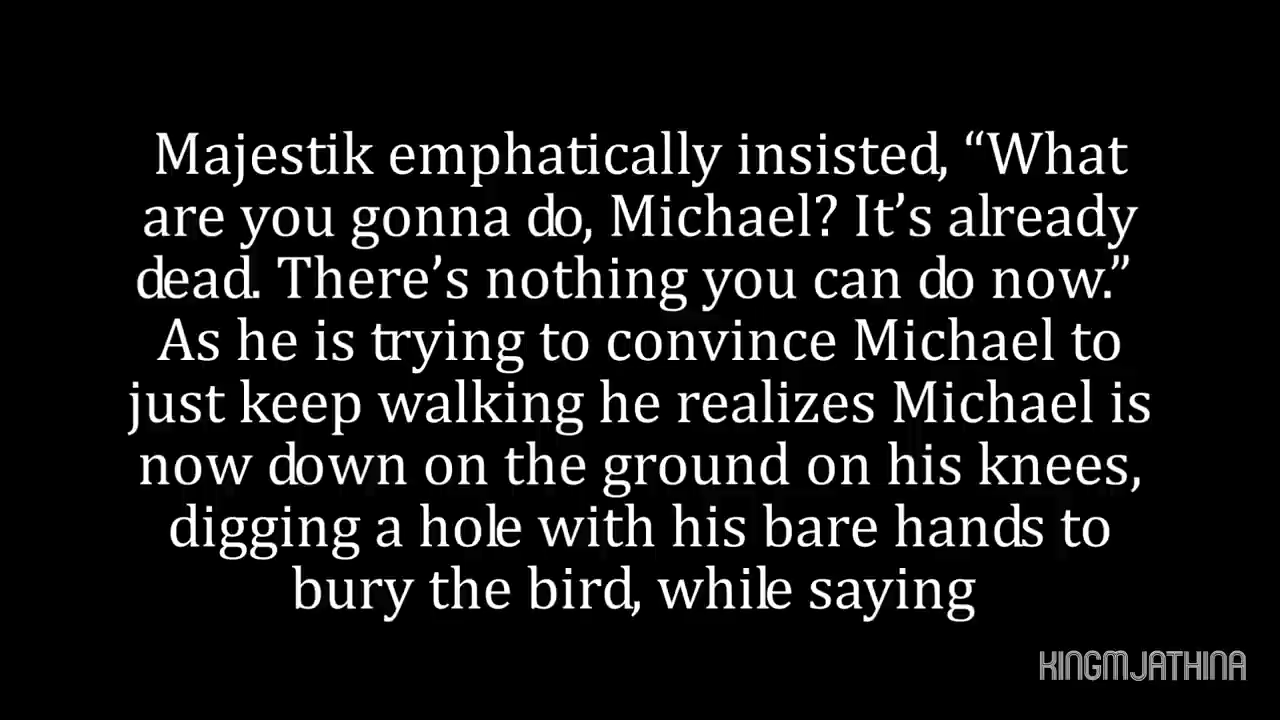 Majestik emphatically insisted, “What
are you gonna do, Michael? It’s already
dead. There’s nothing you can do now.”
As he is trying to convince Michael to
just keep walking he realizes Michael is
now down on the ground on his knees,
digging a hole with his bare hands to
bury the bird, while saying
KINGMJATHINA